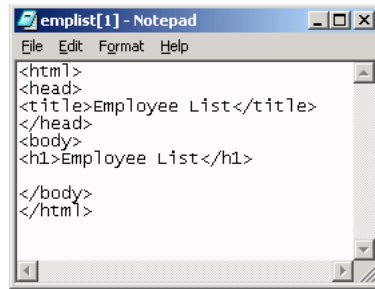 emplist[1] - Notepad
File Edit Format Help
<html>
<head>
<title>Employee List</title>
</head>
<body>
<h1>Employee List</h1>

</body>
</html>